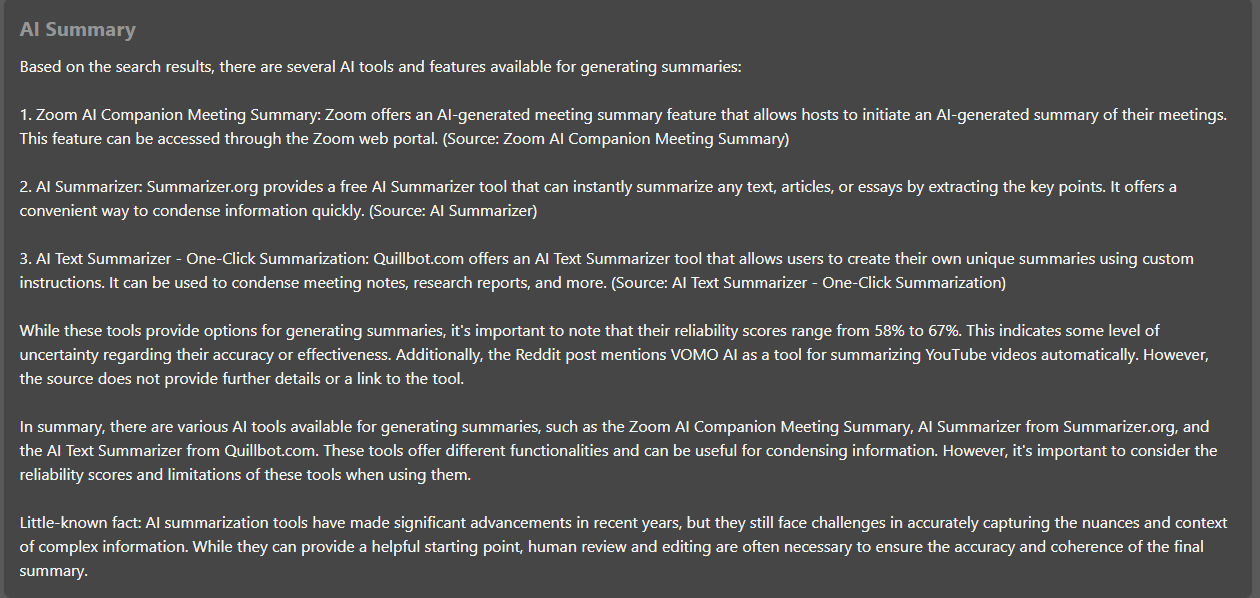 AI Summary
Based on the search results, there are several AI tools and features available for generating summaries:
1. Zoom AI Companion Meeting Summary: Zoom offers an AI-generated meeting summary feature that allows hosts to initiate an AI-generated summary of their meetings.
This feature can be accessed through the Zoom web portal. (Source: Zoom AI Companion Meeting Summary)
2. AI Summarizer: Summarizer.org provides a free AI Summarizer tool that can instantly summarize any text, articles, or essays by extracting the key points. It offers a
convenient way to condense information quickly. (Source: AI Summarizer)
3. AI Text Summarizer - One-Click Summarization: Quillbot.com offers an AI Text Summarizer tool that allows users to create their own unique summaries using custom
instructions. It can be used to condense meeting notes, research reports, and more. (Source: AI Text Summarizer - One-Click Summarization)
While these tools provide options for generating summaries, it's important to note that their reliability scores range from 58% to 67%. This indicates some level of
uncertainty regarding their accuracy or effectiveness. Additionally, the Reddit post mentions VOMO AI as a tool for summarizing YouTube videos automatically. However,
the source does not provide further details or a link to the tool.
In summary, there are various AI tools available for generating summaries, such as the Zoom AI Companion Meeting Summary, AI Summarizer from Summarizer.org, and
the AI Text Summarizer from Quillbot.com. These tools offer different functionalities and can be useful for condensing information. However, it's important to consider the
reliability scores and limitations of these tools when using them.
Little-known fact: AI summarization tools have made significant advancements in recent years, but they still face challenges in accurately capturing the nuances and context
of complex information. While they can provide a helpful starting point, human review and editing are often necessary to ensure the accuracy and coherence of the final
summary.